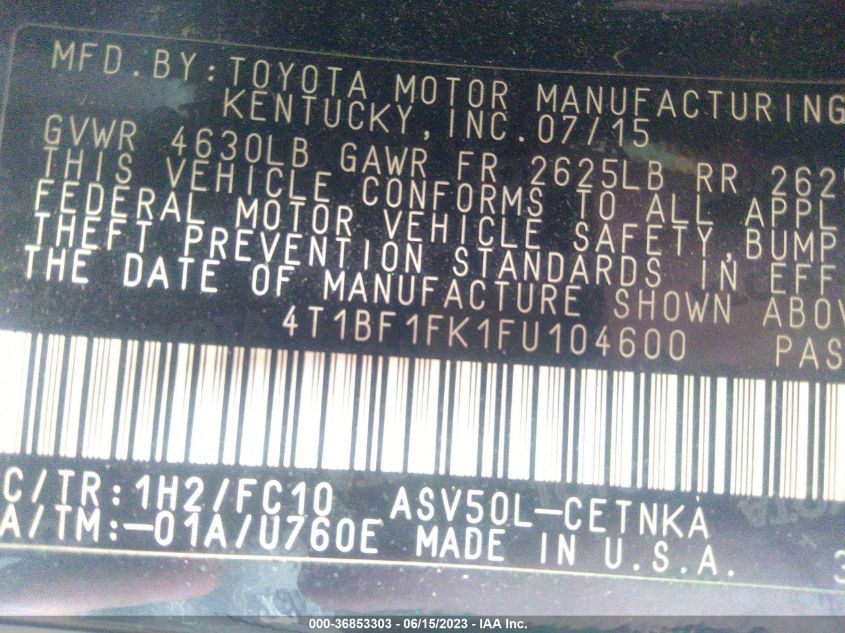 MFD.BY:TOYOTA MOTOR MANUFACTURING
KENTUCKY,INC.07/15
GVWR 4630LB GAWR FR 2625LB RR 262
THIS VEHICLE CONFORMS TO ALL APPL
FEDERAL MOTOR VEHICLE SAFETY,BUMP
THEFT PREVENTION STANDARDS IN EFF
THE DATE OF MANUFACTURE SHOWN ABOV
4T1BF1FK1FU104600 PAS
C/TR:1H2/FC10 ASV50L-CETNKA
A/TM:-01A/U760E MADE IN U.S.A.
000-36853303 - 06/15/2023 - IAA Inc.